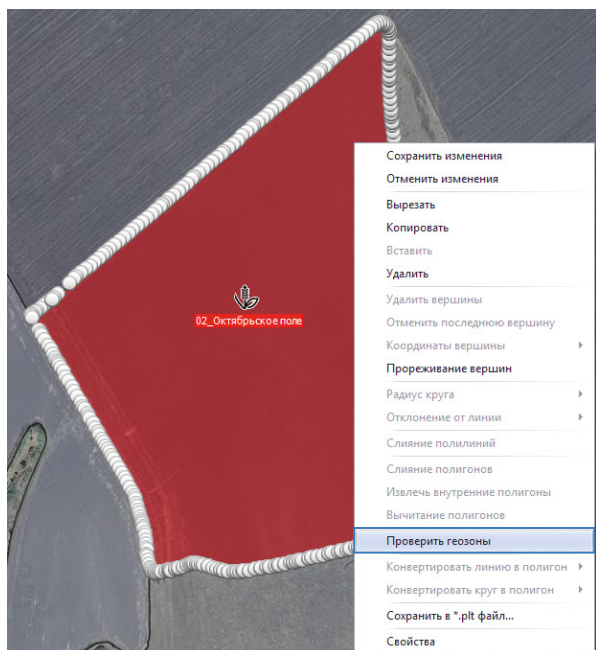 Сохранить изменения
Отменить изменения
Вырезать
Копировать
Вставить
Удалить
Удалить вершины
Отменить последнюю вершину
Координаты вершины
Прореживание вершин
Радиус круга
Отклонение от линии
Слияние полилиний
Слияние полигонов
Извлечь внутренние полигоны
Вычитание полигонов
Проверить геозоны
Конвертировать линию в полигон
Конвертировать круг в полигон
Сохранить в *.plt файл...
Свойства
02_Октябрьское поле